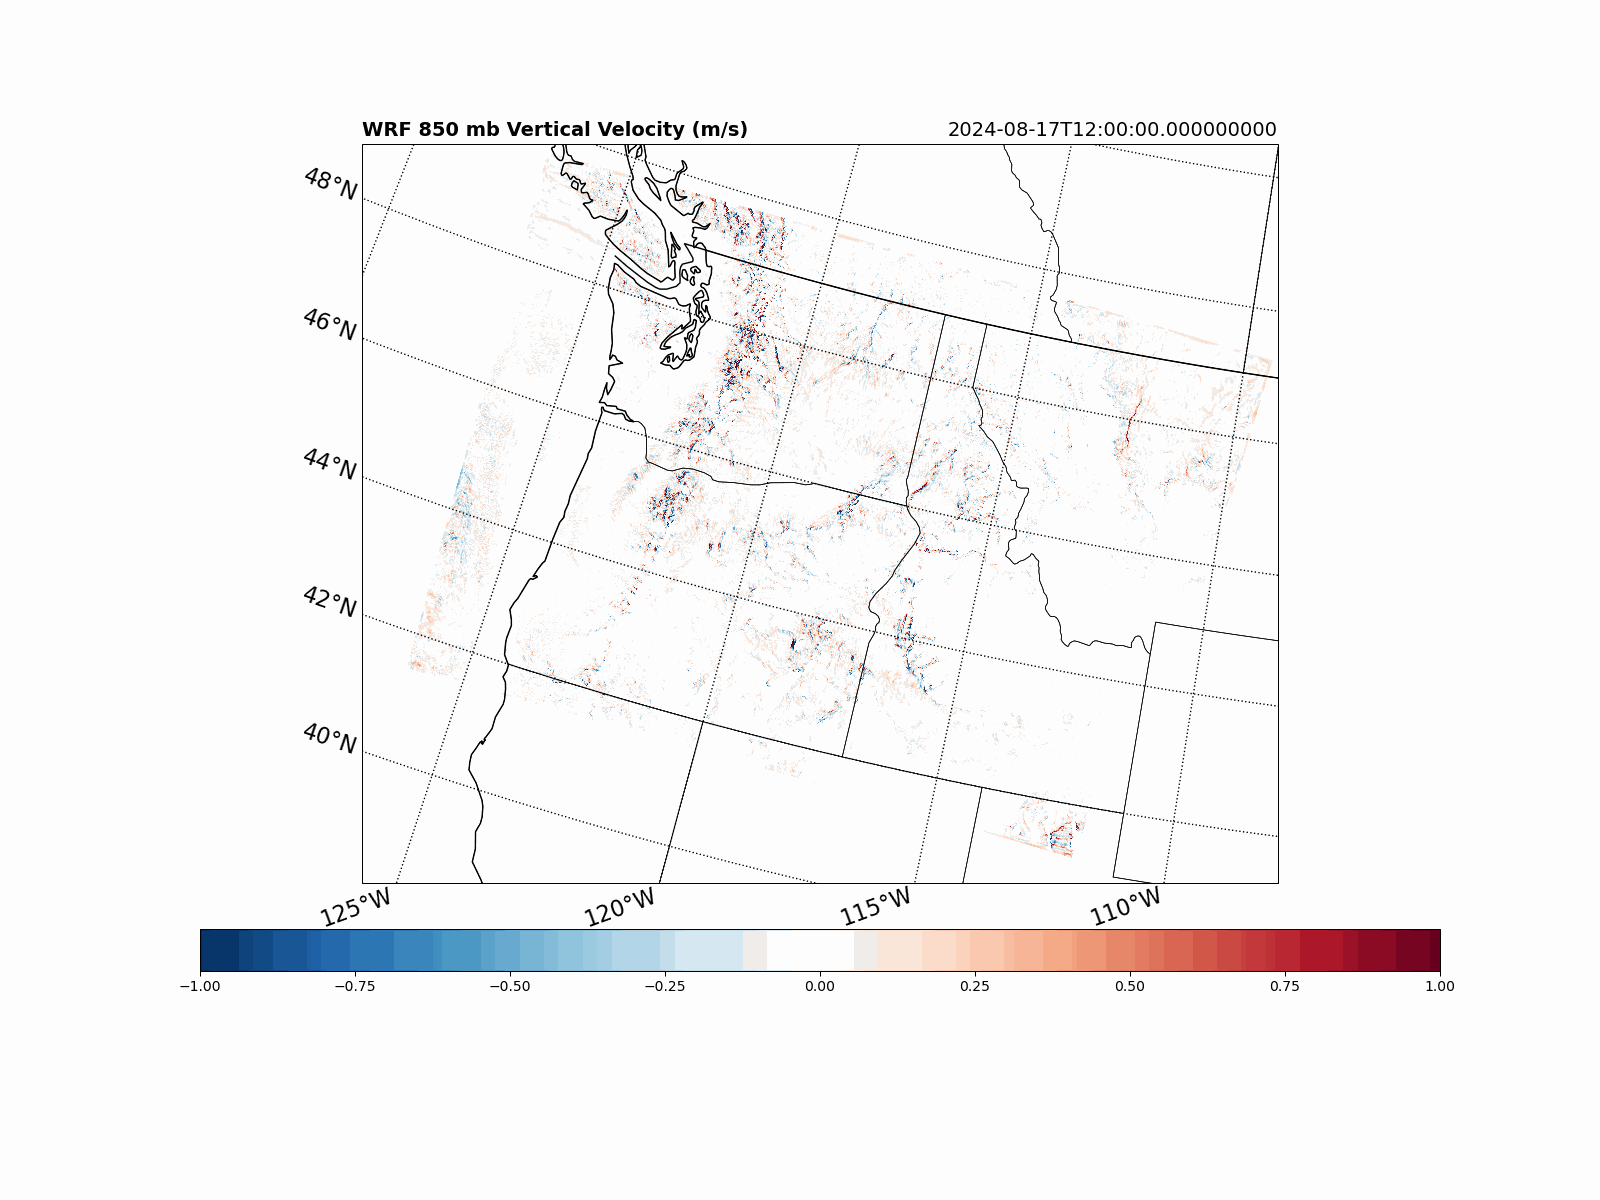 WRF 850 mb Vertical Velocity (m/s) 2024-08-17T12:00:00.000000000
48°N
46°N
44°N
42°N
40°N
125°W 120°W 115°W 110°W
−1.00 −0.75 −0.50 −0.25 0.00 0.25 0.50 0.75 1.00